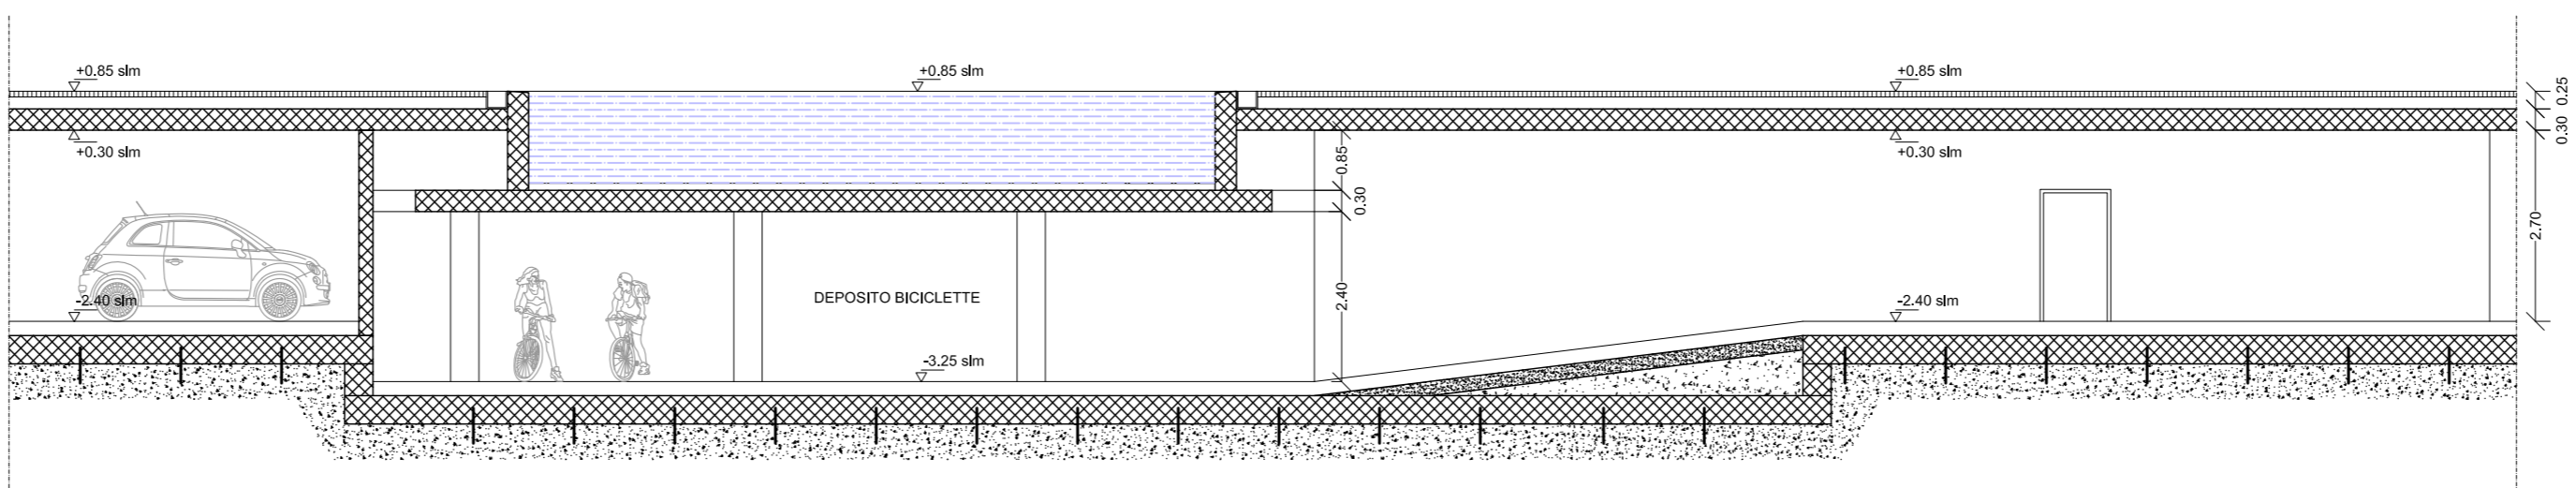 +0.85 slm
+0.85 slm
+0.85 slm
0.25
0.30
+0.30 slm
0.85
+0.30 slm
0.30
2.70
-2.40 slm
DEPOSITO BICICLETTE
2.40
-2.40 slm
-3.25 slm